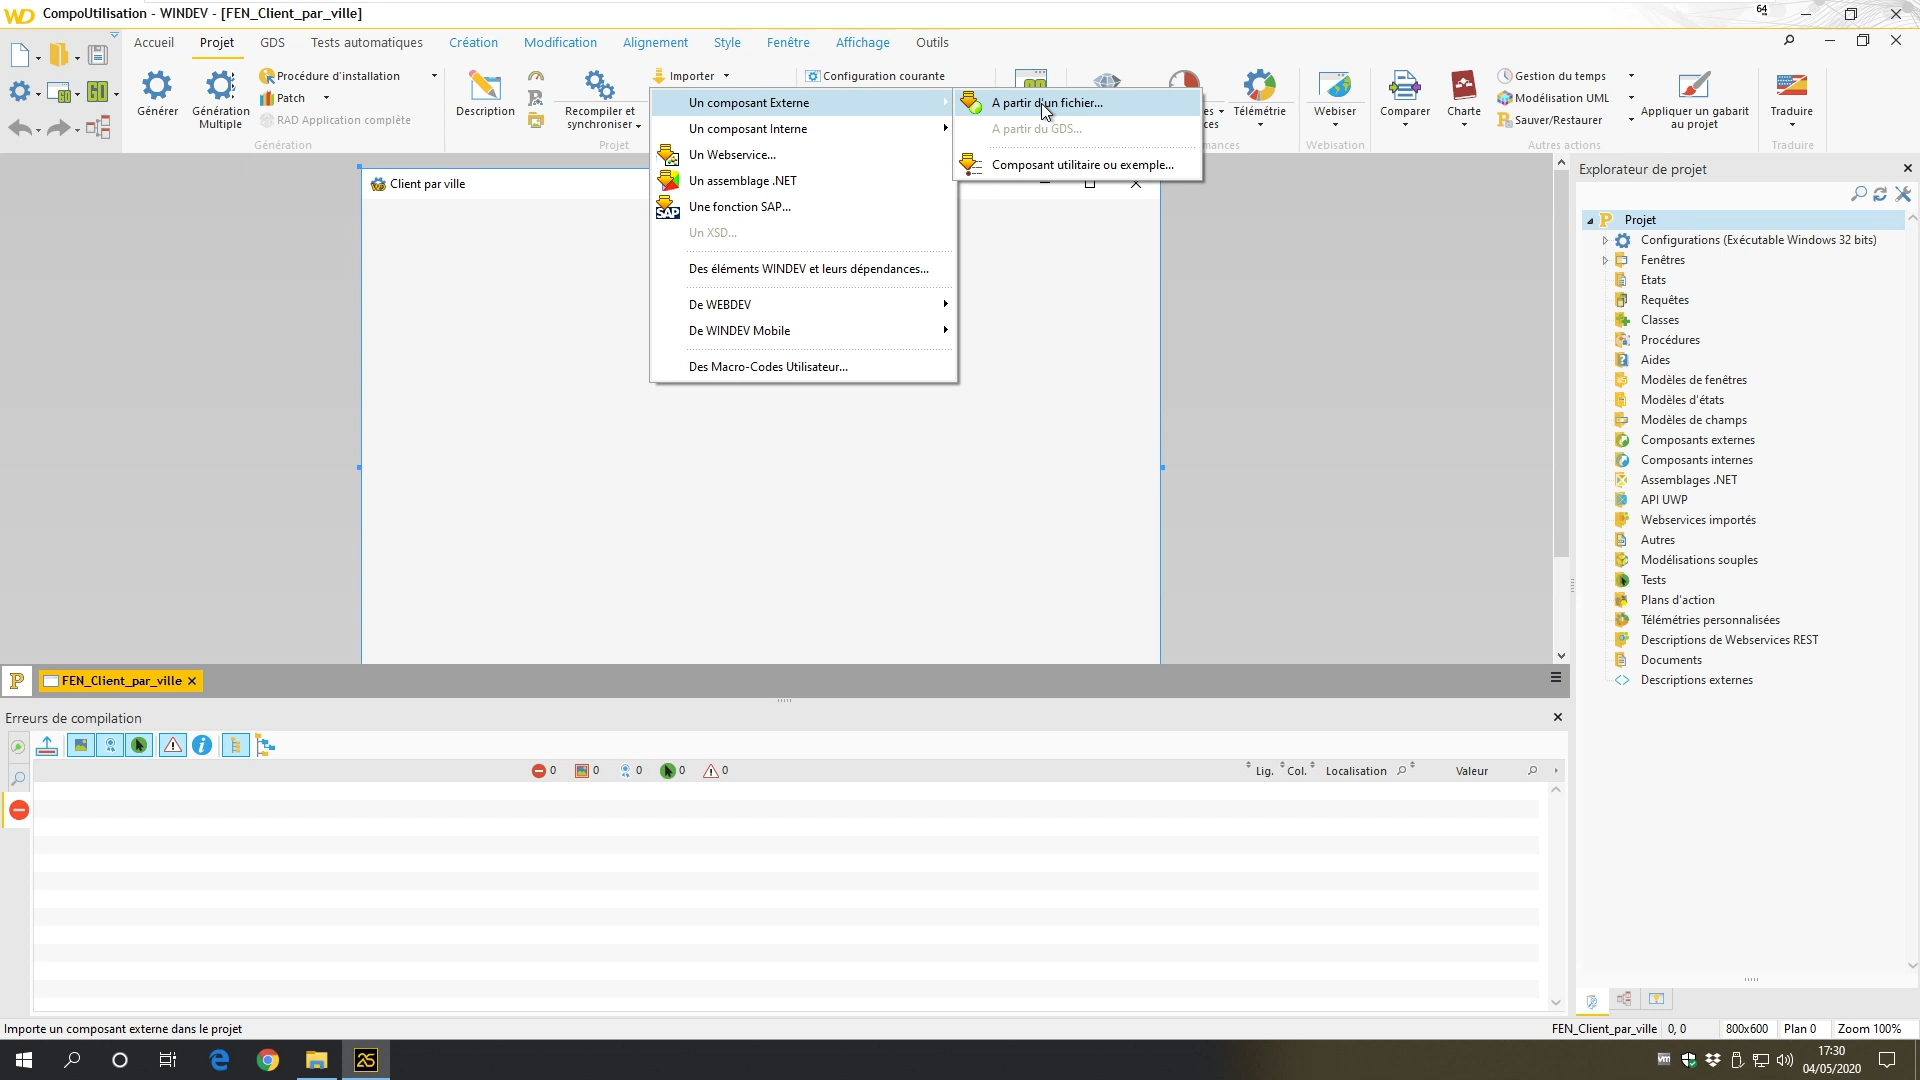 CompoUtilisation - WINDEV - [FEN_Client_par_ville]
64
Accueil
Projet
GDS
Tests automatiques
Création
Modification
Alignement
Style
Fenêtre
Affichage
Outils
Générer
Génération
Multiple
Procédure d'installation
Patch
RAD Application complète
Génération
Description
Recompiler et
synchroniser
Projet
Importer
Configuration courante
Télémétrie
Webiser
Webisation
Comparer
Charte
Gestion du temps
Modélisation UML
Sauver/Restaurer
Appliquer un gabarit
au projet
Autres actions
Traduire
Traduire
Un composant Externe
Un composant Interne
Un Webservice...
Un assemblage .NET
Une fonction SAP...
Un XSD...
Des éléments WINDEV et leurs dépendances...
De WEBDEV
De WINDEV Mobile
Des Macro-Codes Utilisateur...
A partir d'un fichier...
A partir du GDS...
Composant utilitaire ou exemple...
Client par ville
Explorateur de projet
Projet
Configurations (Exécutable Windows 32 bits)
Fenêtres
Etats
Requêtes
Classes
Procédures
Aides
Modèles de fenêtres
Modèles d'états
Modèles de champs
Composants externes
Composants internes
Assemblages .NET
API UWP
Webservices importés
Autres
Modélisations souples
Tests
Plans d'action
Télémétries personnalisées
Descriptions de Webservices REST
Documents
Descriptions externes
FEN_Client_par_ville
Erreurs de compilation
0 0 0 0 0
Lig. Col. Localisation Valeur
Importe un composant externe dans le projet
FEN_Client_par_ville 0, 0 800x600 Plan 0 Zoom 100%
17:30
04/05/2020